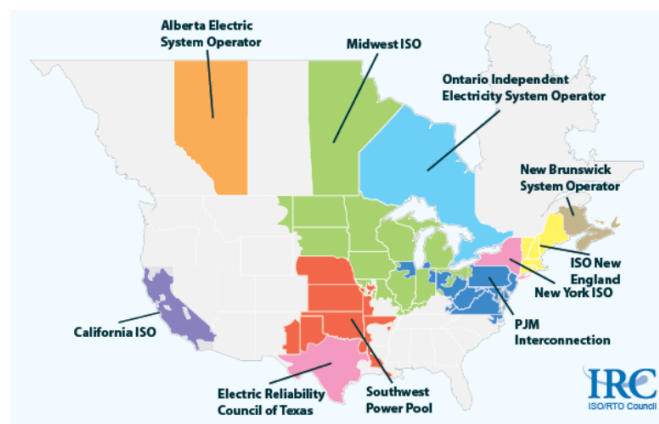 Alberta Electric
System Operator
Midwest ISO
Ontario Independent
Electricity System Operator
New Brunswick
System Operator
ISO New
England
New York ISO
PJM
Interconnection
California ISO
Electric Reliability
Council of Texas
Southwest
Power Pool
IRC
ISO/RTO Council